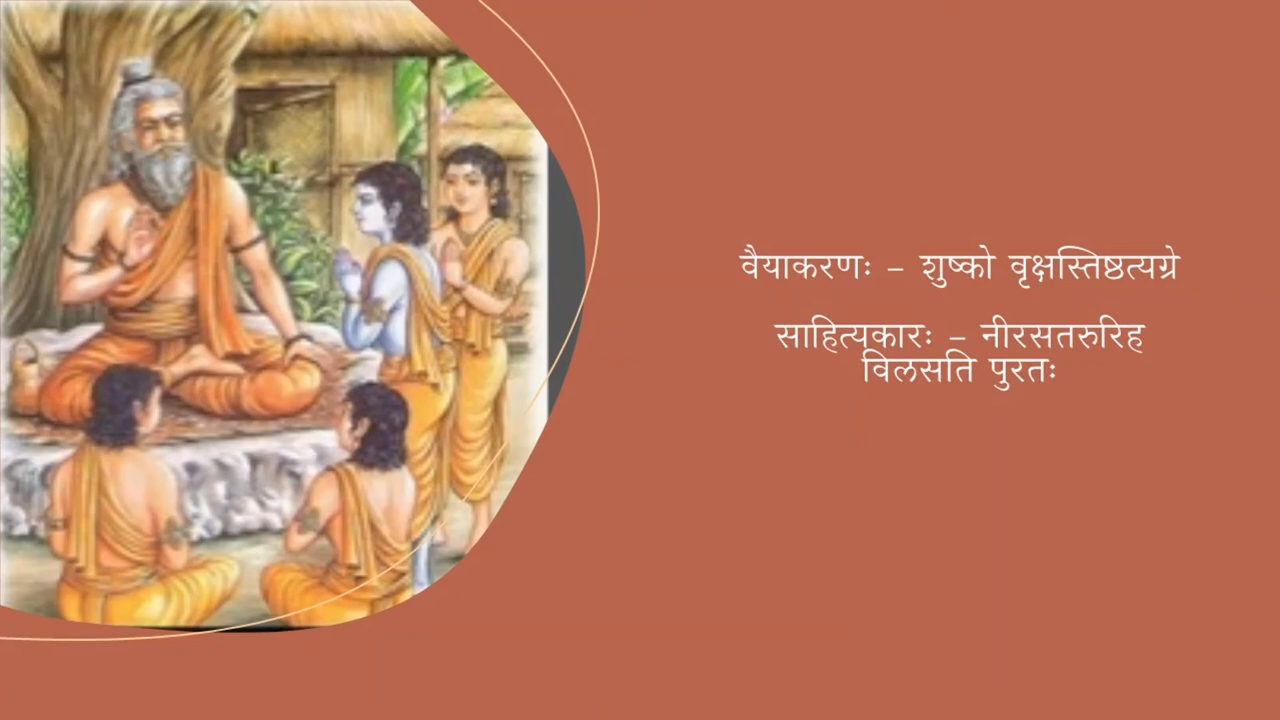 वैयाकरणः – शुष्को वृक्षस्तिष्ठत्यग्रे
साहित्यकारः – नीरसतरुरिह
विलसति पुरतः